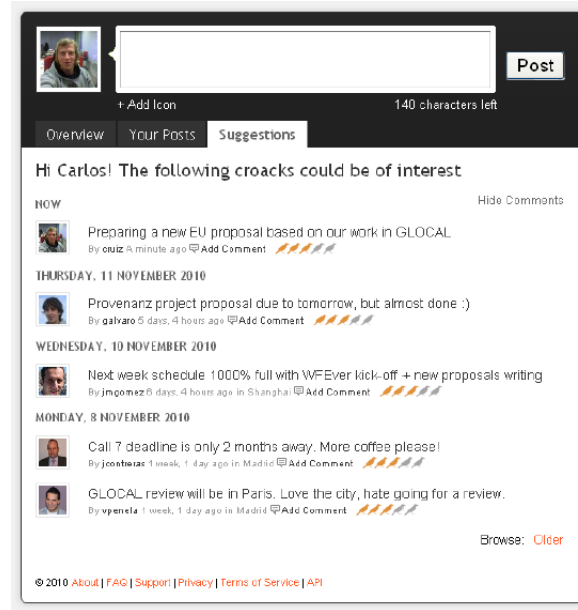 Post
+ Add Icon 140 characters left
Overview Your Posts Suggestions
Hi Carlos! The following croacks could be of interest
NOW Hide Comments
Preparing a new EU proposal based on our work in GLOCAL
By cruiz A minute ago Add Comment
THURSDAY, 11 NOVEMBER 2010
Provenanz project proposal due to tomorrow, but almost done :)
By galvaro 5 days, 4 hours ago Add Comment
WEDNESDAY, 10 NOVEMBER 2010
Next week schedule 1000% full with WFEver kick-off + new proposals writing
By jmgomez 6 days, 4 hours ago in Shanghai Add Comment
MONDAY, 8 NOVEMBER 2010
Call 7 deadline is only 2 months away. More coffee please!
By jcontreras 1 week, 1 day ago in Madrid Add Comment
GLOCAL review will be in Paris. Love the city, hate going for a review.
By vpenela 1 week, 1 day ago in Madrid Add Comment
Browse: Older
© 2010 About | FAQ | Support | Privacy | Terms of Service | API